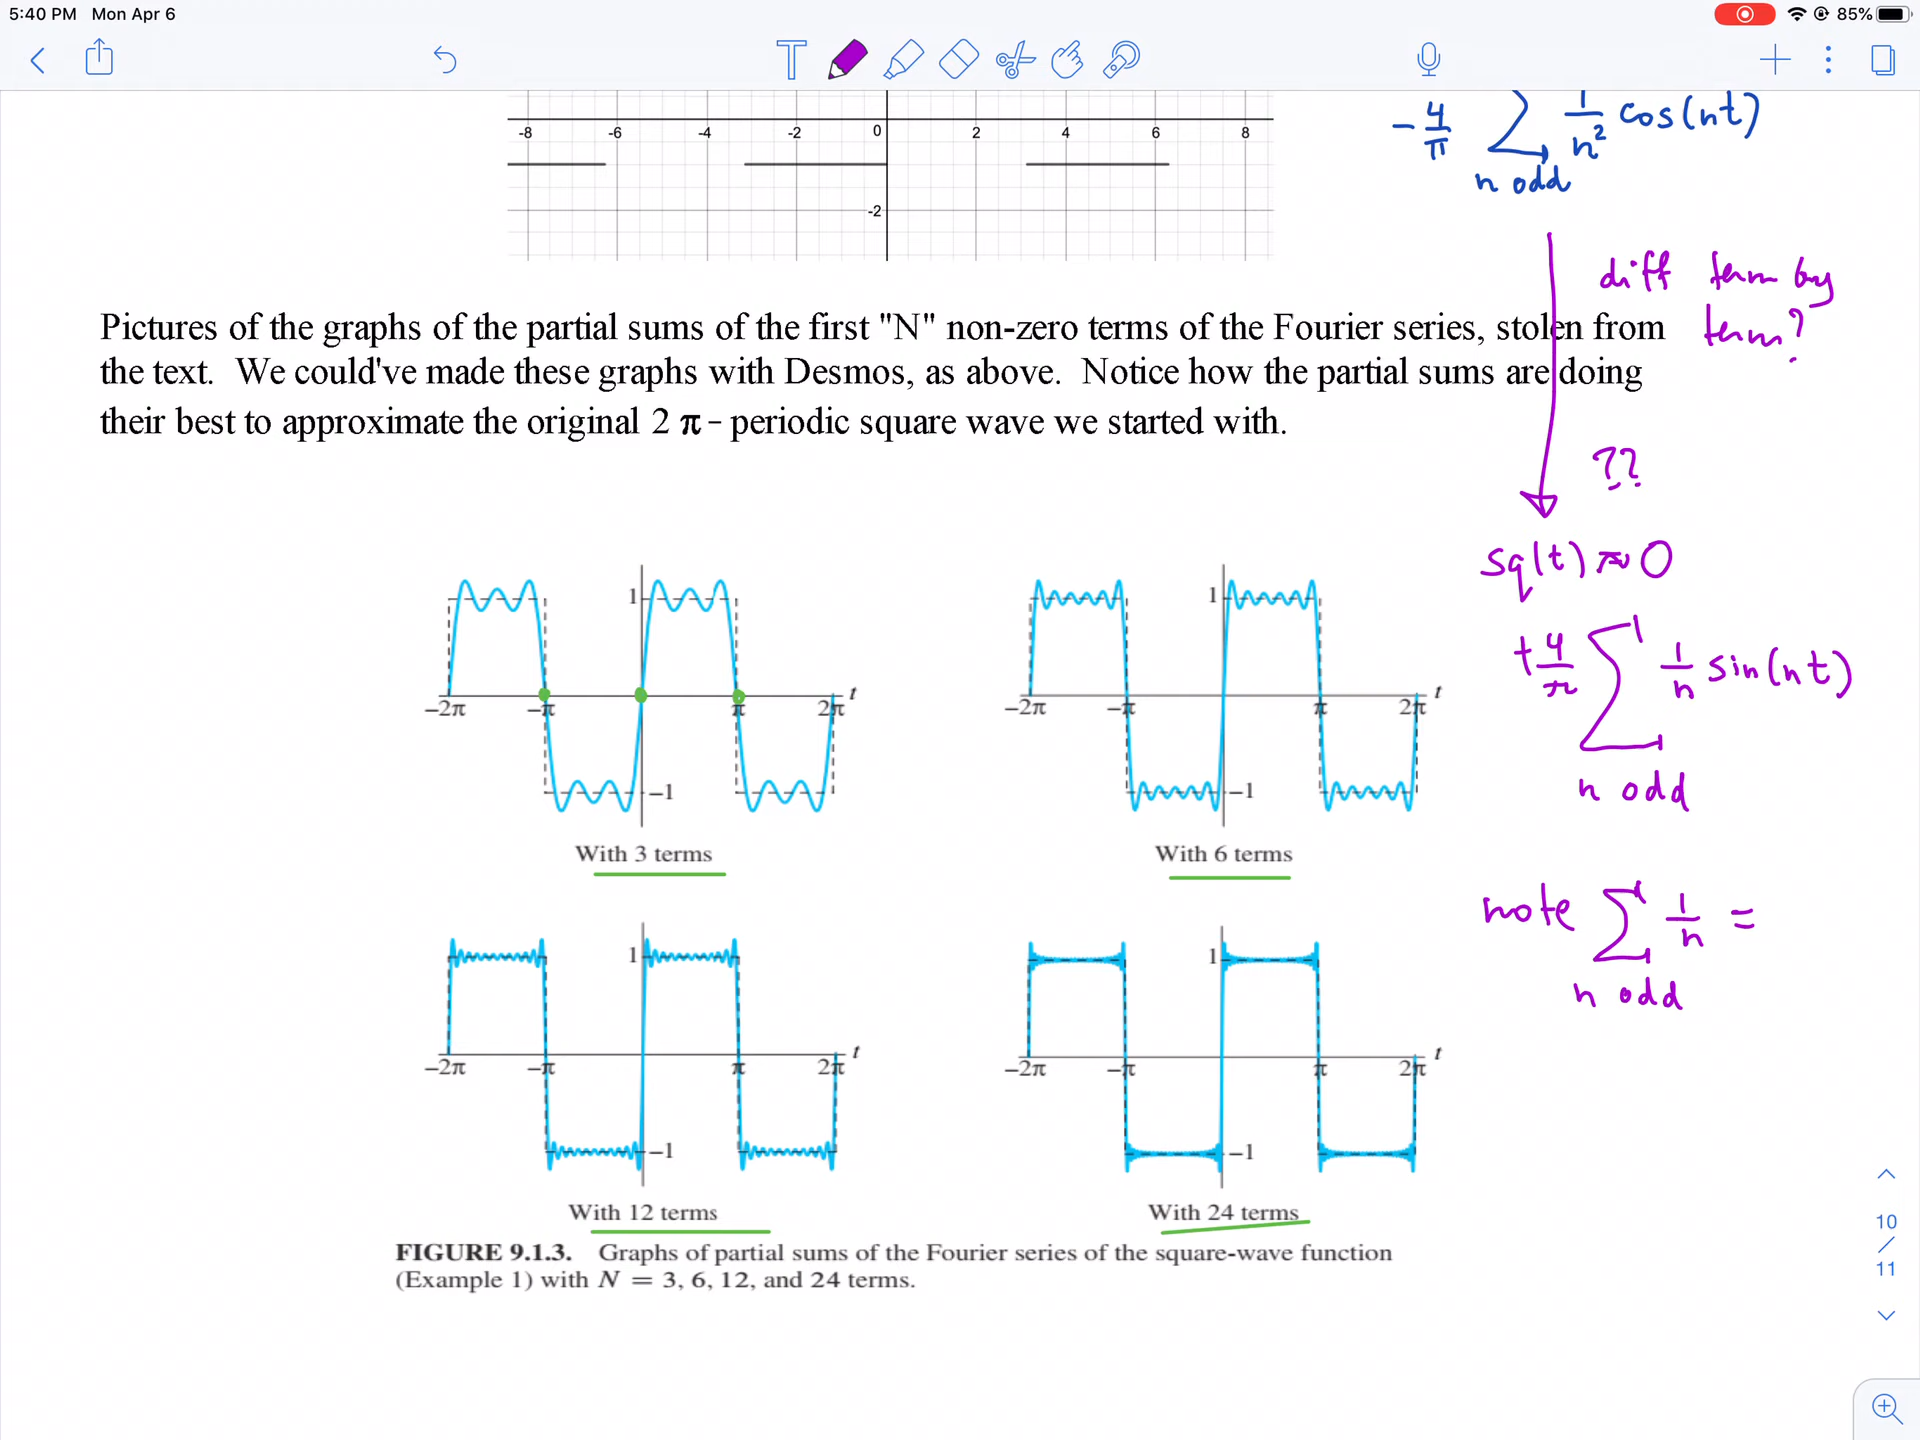 5:40 PM Mon Apr 6
85%
T
-8 -6 -4 -2 0 2 4 6 8
-2
- 4/π ∑ 1/n² cos(nt)
n odd
diff term by
term?
Pictures of the graphs of the partial sums of the first "N" non-zero terms of the Fourier series, stolen from
the text. We could've made these graphs with Desmos, as above. Notice how the partial sums are doing
their best to approximate the original 2 π - periodic square wave we started with.
??
sq(t) ~ 0
+ 4/π ∑ 1/n sin(nt)
n odd
1
-2π -π π 2π t
-1
With 3 terms
1
-2π -π π 2π t
-1
With 6 terms
note ∑ 1/n =
n odd
1
-2π -π π 2π t
-1
With 12 terms
1
-2π -π π 2π t
-1
With 24 terms
FIGURE 9.1.3. Graphs of partial sums of the Fourier series of the square-wave function
(Example 1) with N = 3, 6, 12, and 24 terms.
10
/
11